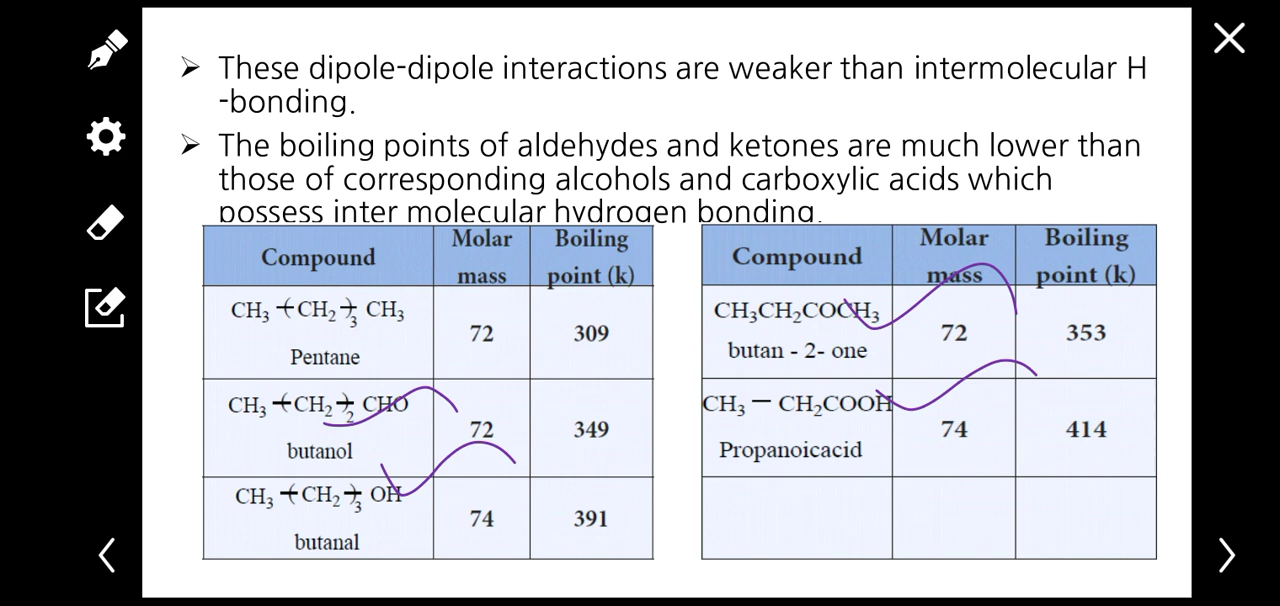 ➢ These dipole-dipole interactions are weaker than intermolecular H
-bonding.
➢ The boiling points of aldehydes and ketones are much lower than
those of corresponding alcohols and carboxylic acids which
possess inter molecular hydrogen bonding.
Compound Molar mass Boiling point (k)
CH₃ ⁠–(CH₂)–₃ CH₃
Pentane 72 309
CH₃ –(CH₂)–₂ CHO
butanol 72 349
CH₃ –(CH₂)–₃ OH
butanal 74 391
Compound Molar mass Boiling point (k)
CH₃CH₂COCH₃
butan - 2- one 72 353
CH₃ — CH₂COOH
Propanoicacid 74 414